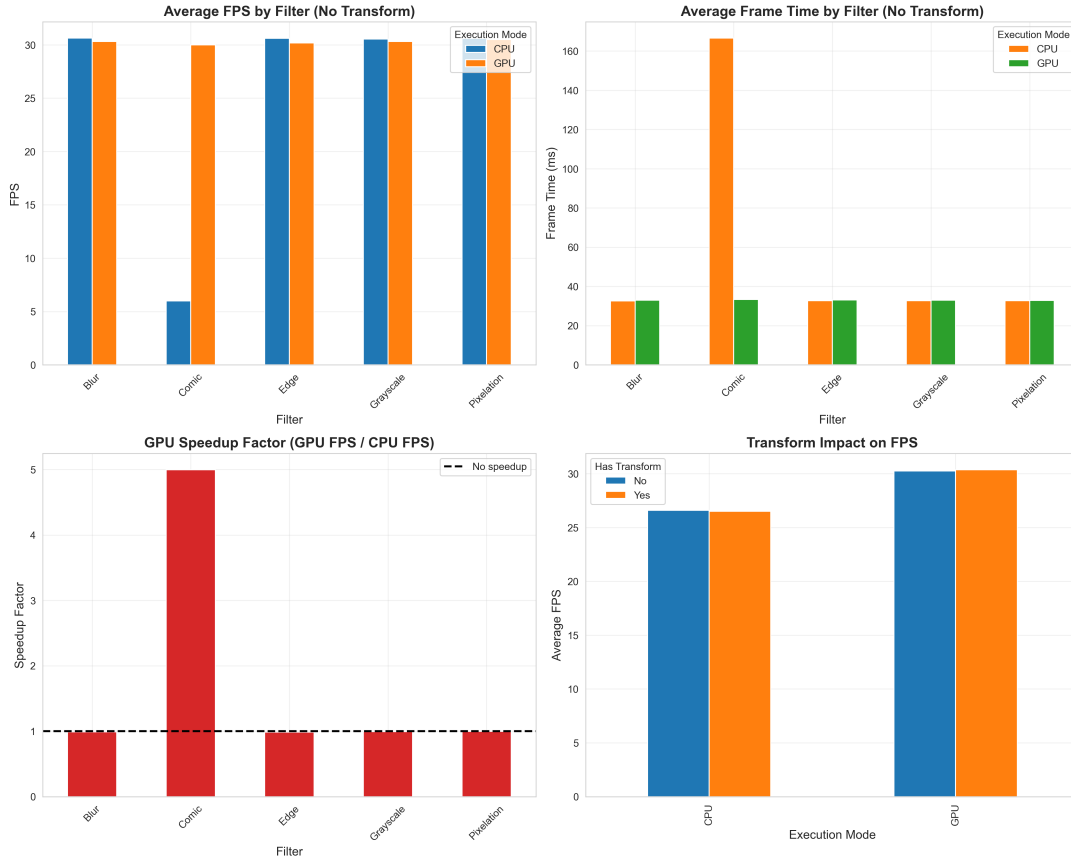 Average FPS by Filter (No Transform)
FPS
30
25
20
15
10
5
0
Execution Mode
CPU
GPU
Blur
Comic
Edge
Grayscale
Pixelation
Filter
Average Frame Time by Filter (No Transform)
Frame Time (ms)
160
140
120
100
80
60
40
20
0
Execution Mode
CPU
GPU
Blur
Comic
Edge
Grayscale
Pixelation
Filter
GPU Speedup Factor (GPU FPS / CPU FPS)
Speedup Factor
5
4
3
2
1
0
No speedup
Blur
Comic
Edge
Grayscale
Pixelation
Filter
Transform Impact on FPS
Average FPS
30
25
20
15
10
5
0
Has Transform
No
Yes
CPU
GPU
Execution Mode